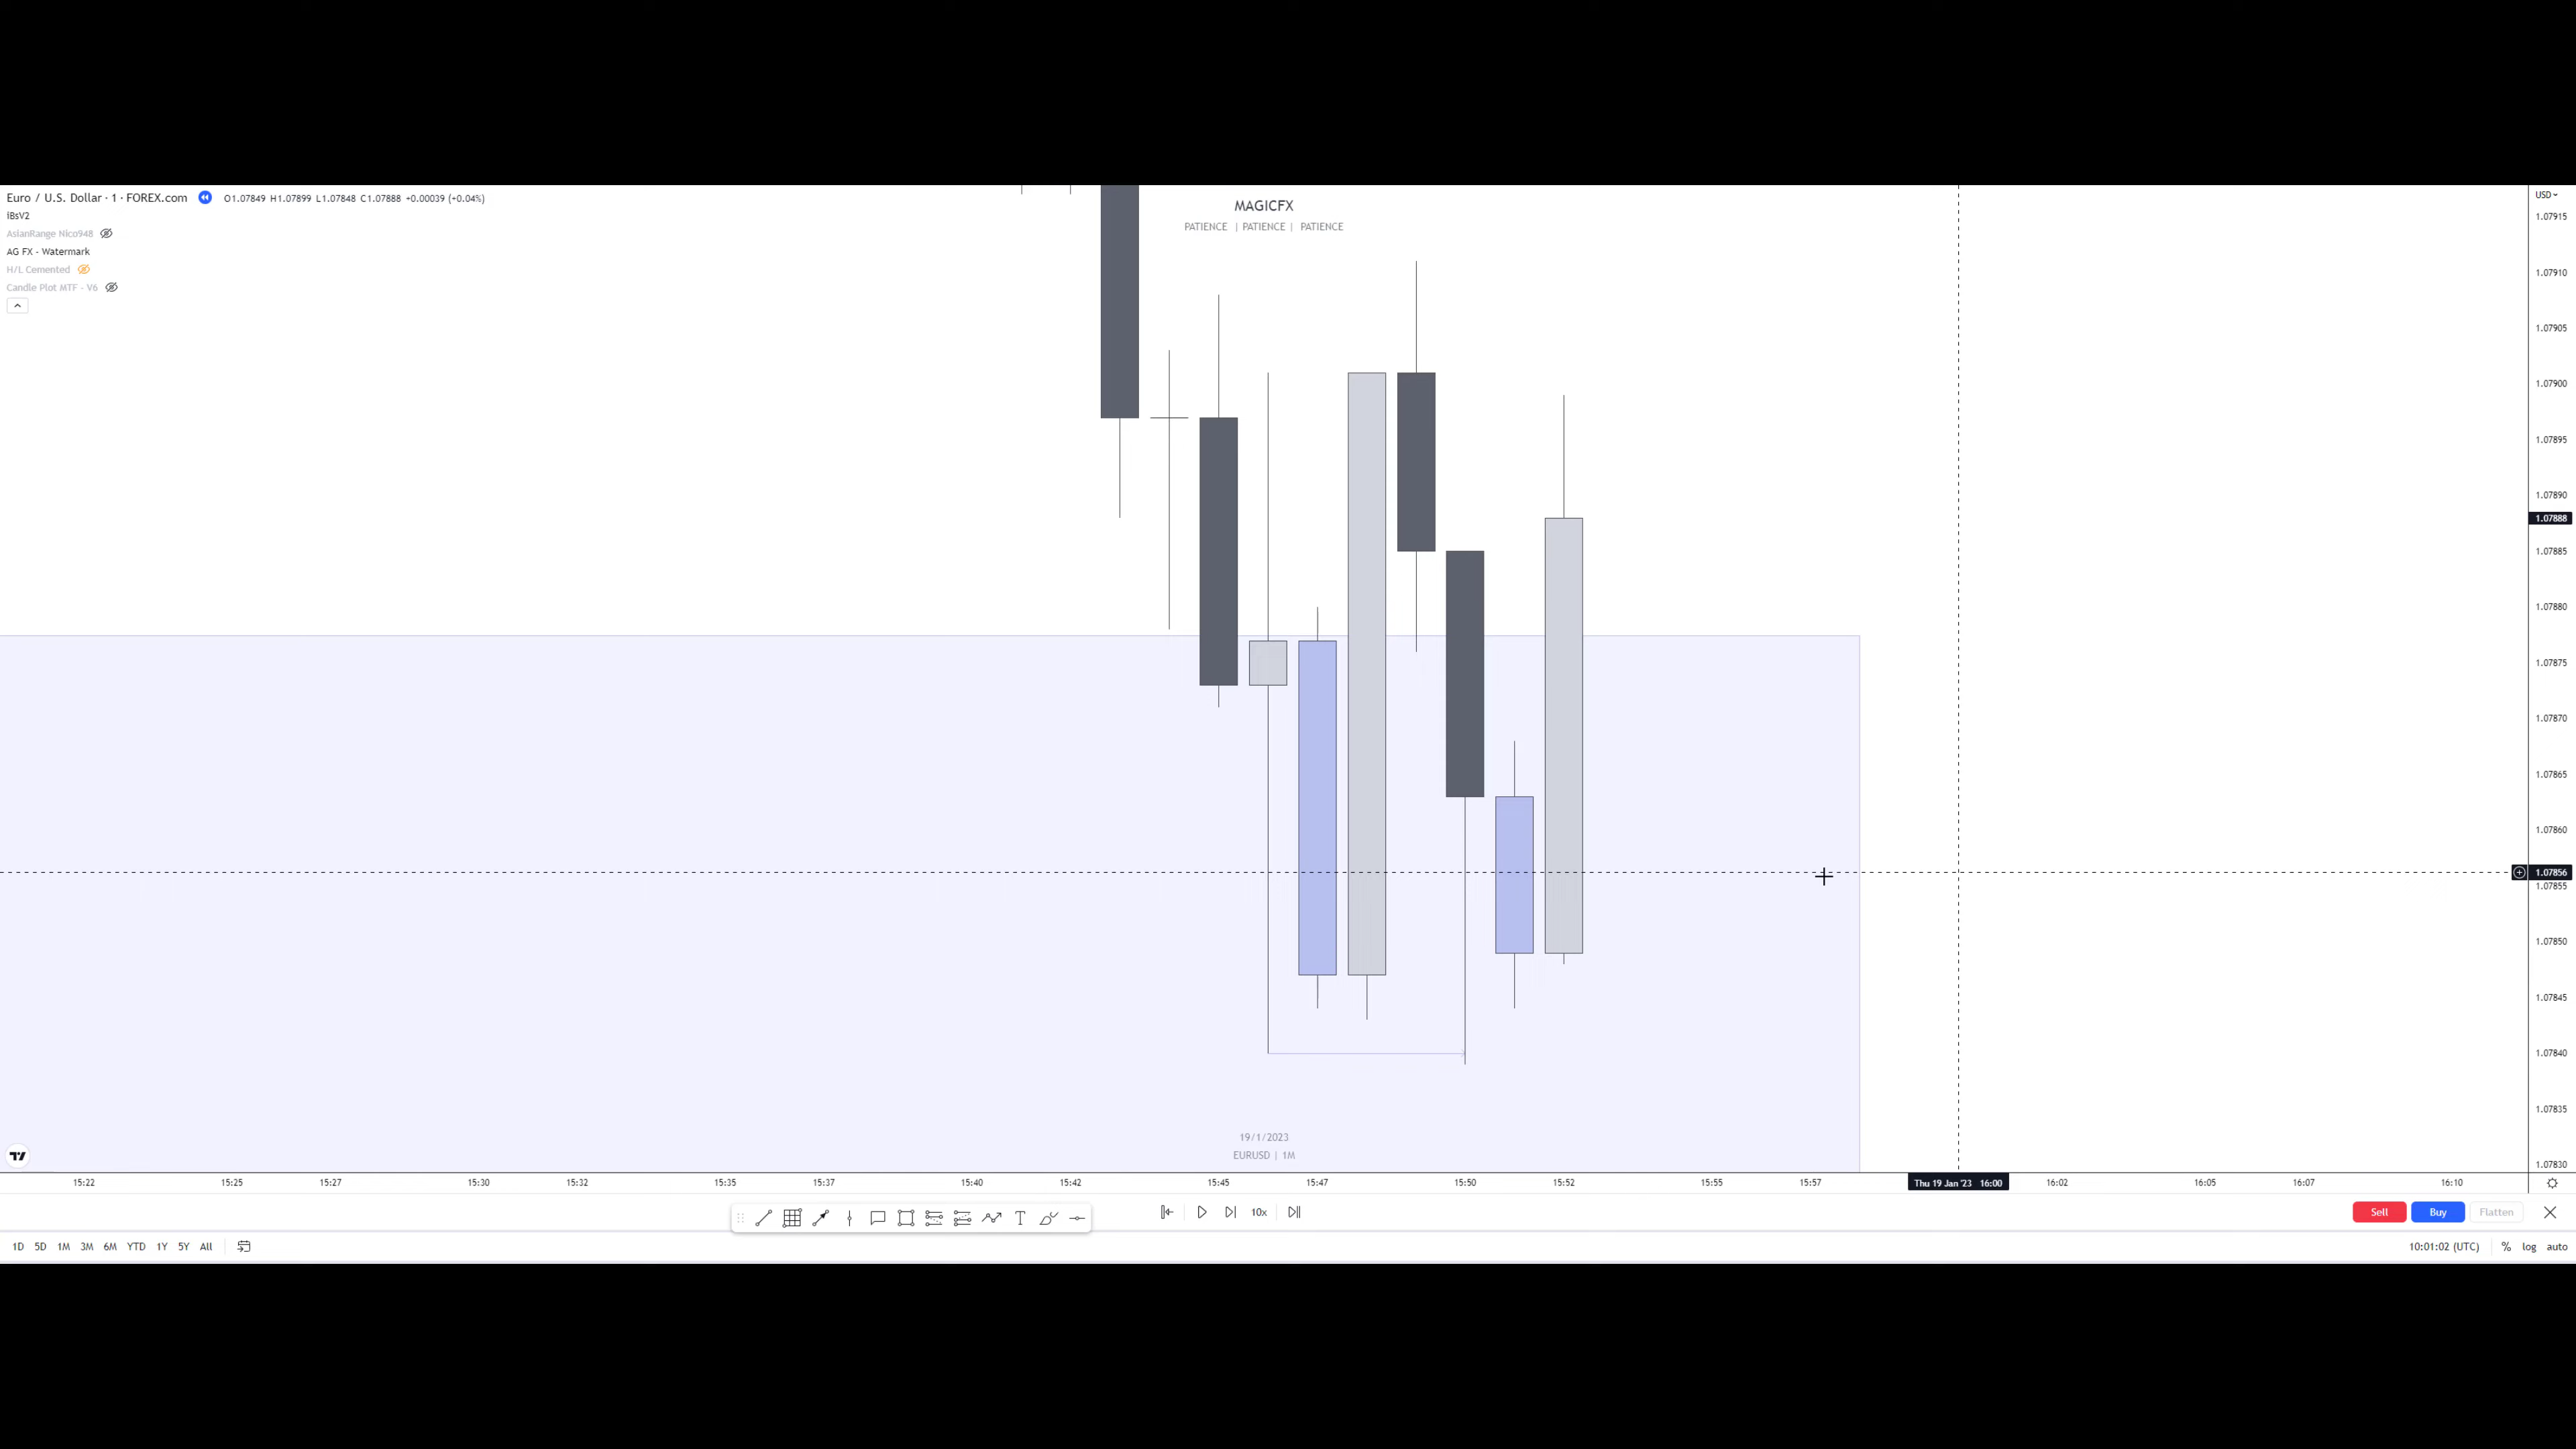 Euro / U.S. Dollar · 1 · FOREX.com O1.07849 H1.07899 L1.07848 C1.07888 +0.00039 (+0.04%)
iBsV2
AsianRange Nico948
AG FX - Watermark
H/L Cemented
Candle Plot MTF - V6
MAGICFX
PATIENCE | PATIENCE | PATIENCE
USD
1.07915
1.07910
1.07905
1.07900
1.07895
1.07890
1.07888
1.07885
1.07880
1.07875
1.07870
1.07865
1.07860
1.07856
1.07855
1.07850
1.07845
1.07840
1.07835
1.07830
19/1/2023
EURUSD | 1M
15:22 15:25 15:27 15:30 15:32 15:35 15:37 15:40 15:42 15:45 15:47 15:50 15:52 15:55 15:57 Thu 19 Jan '23 16:00 16:02 16:05 16:07 16:10
10x
Sell Buy Flatten
1D 5D 1M 3M 6M YTD 1Y 5Y All
10:01:02 (UTC) % log auto